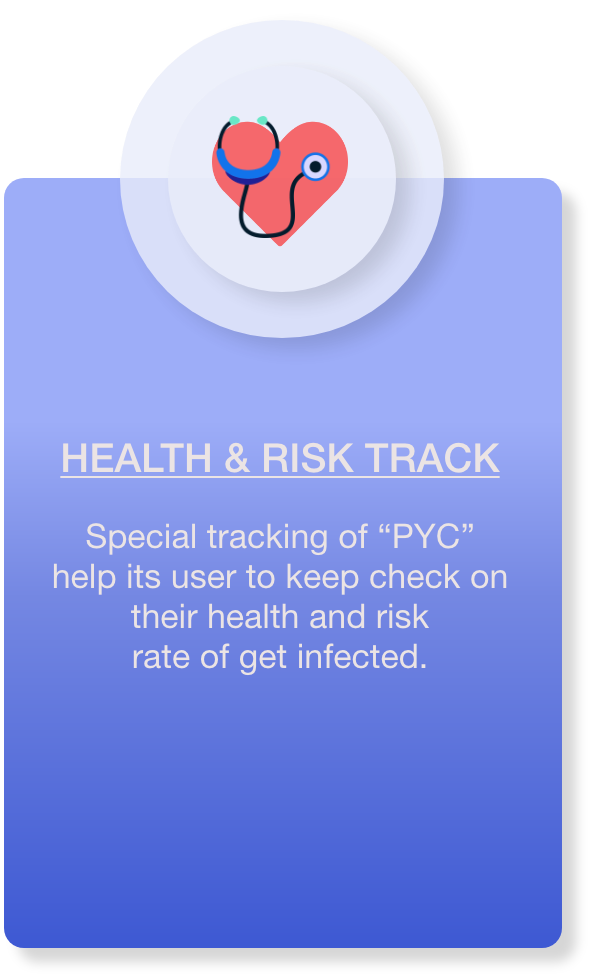 HEALTH & RISK TRACK
Special tracking of “PYC”
help its user to keep check on
their health and risk
rate of get infected.